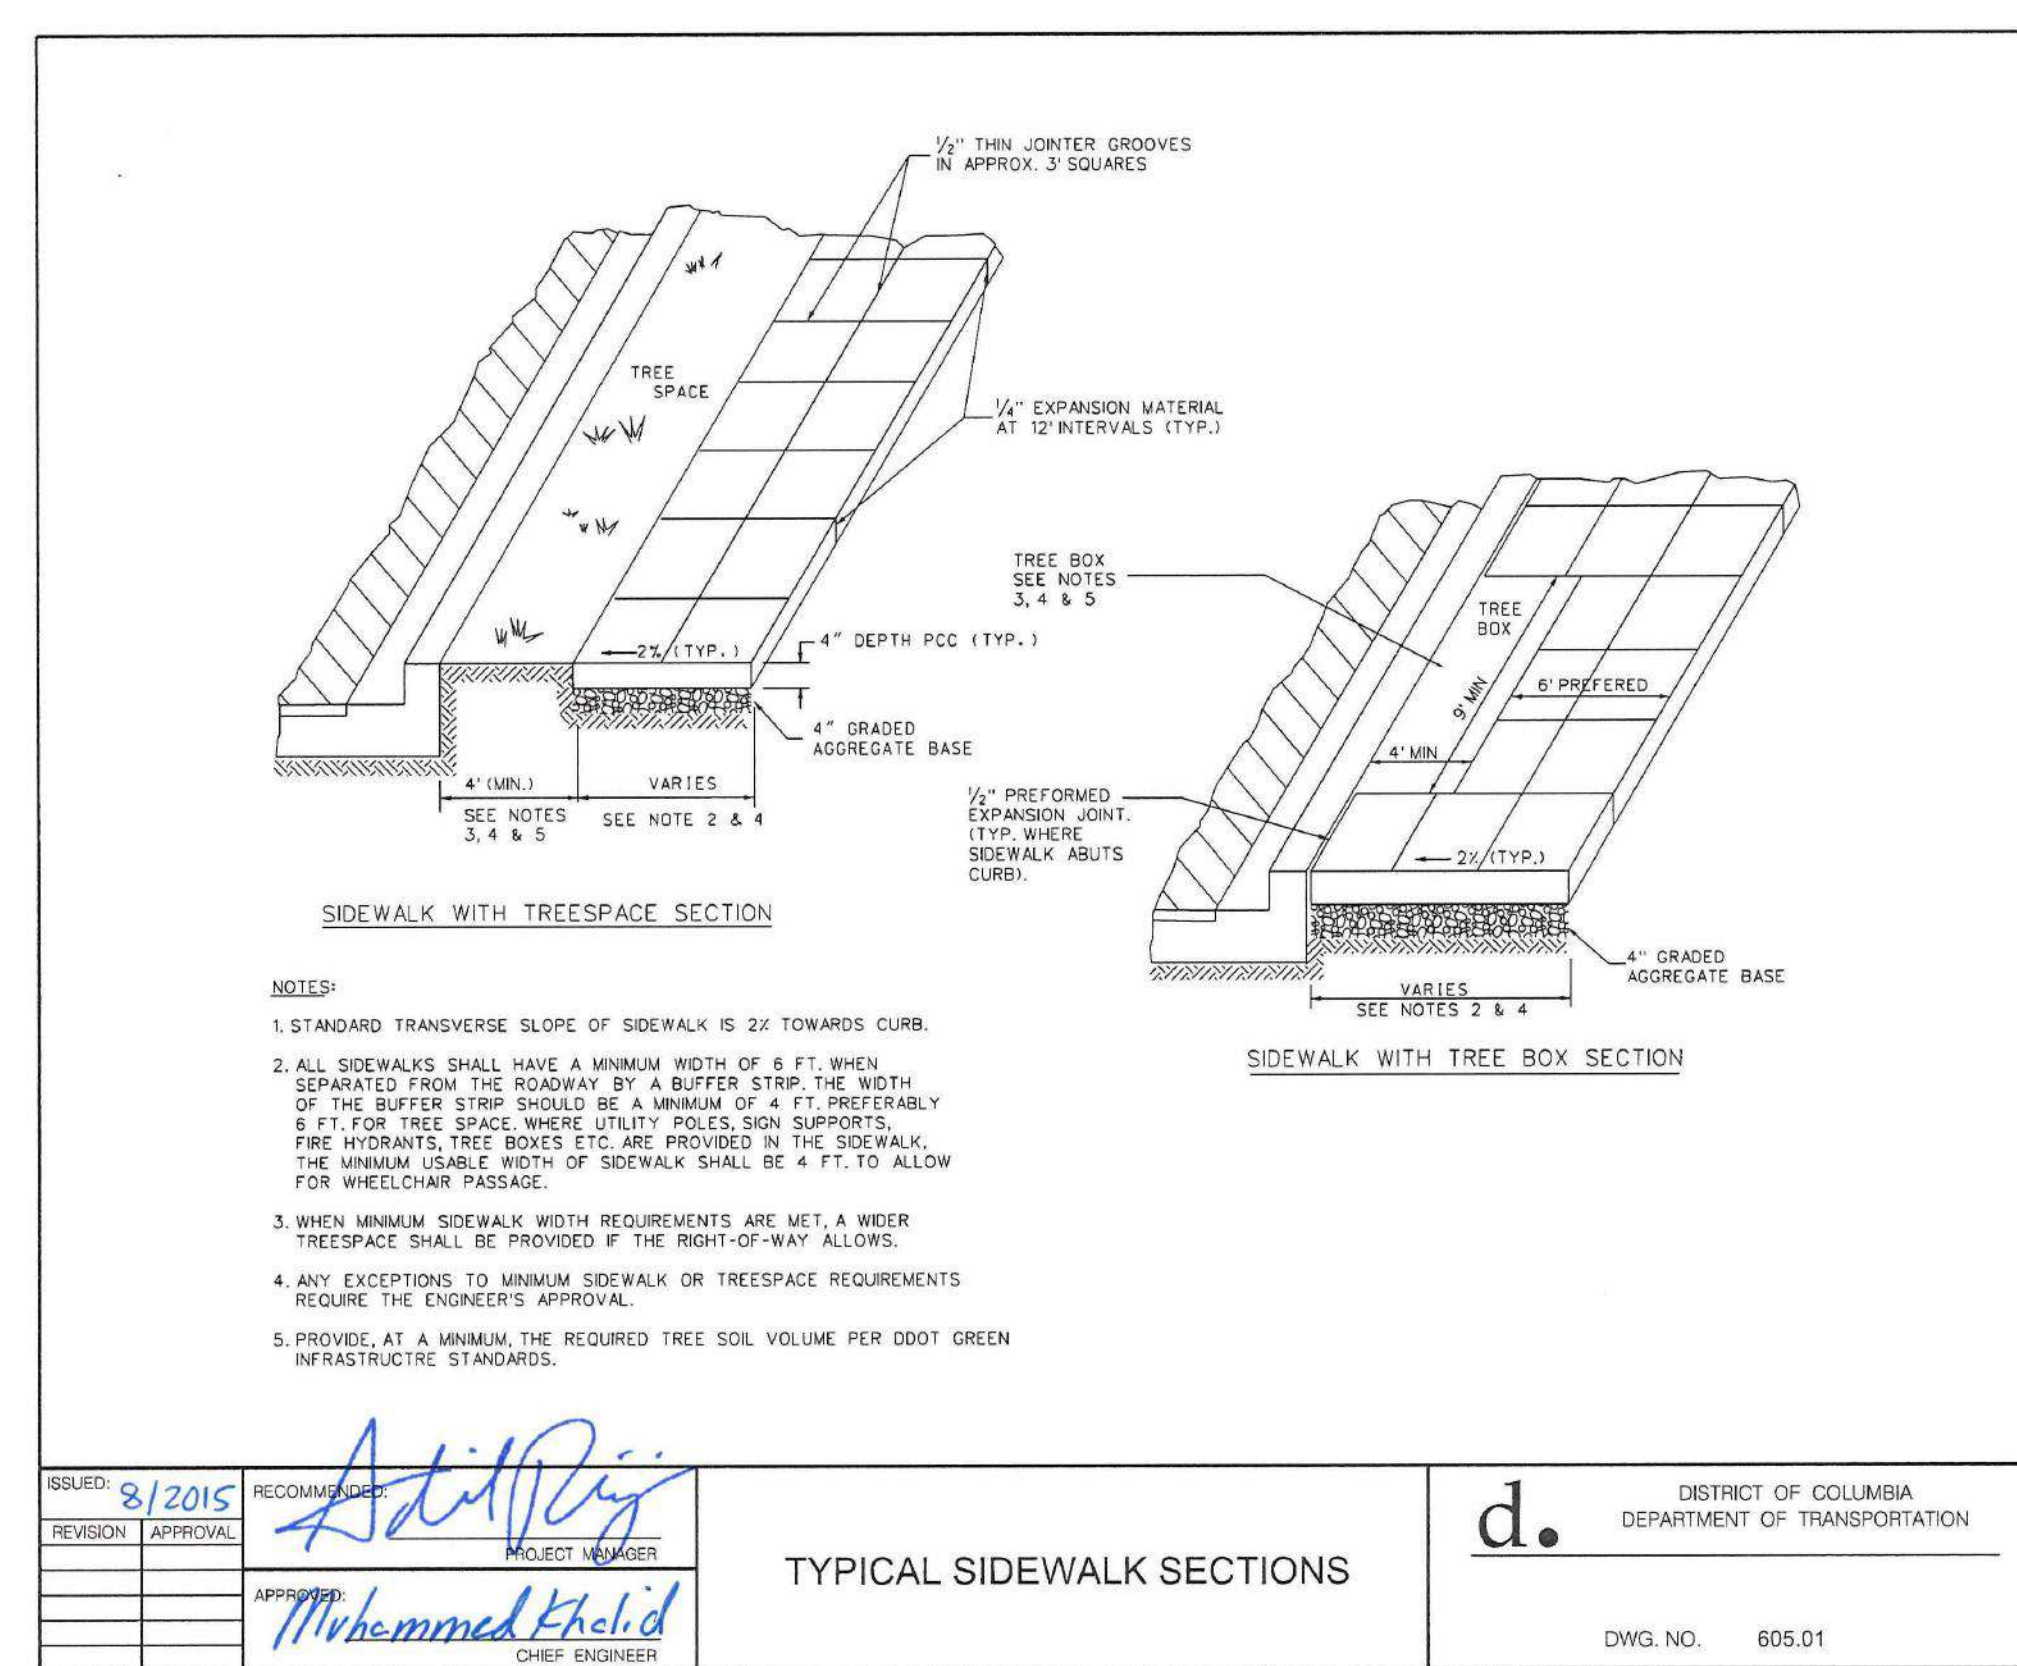 1/2" THIN JOINTER GROOVES
IN APPROX. 3' SQUARES
TREE
SPACE
1/4" EXPANSION MATERIAL
AT 12' INTERVALS (TYP.)
2% (TYP.)
4" DEPTH PCC (TYP.)
4" GRADED
AGGREGATE BASE
4' (MIN.)
SEE NOTES
3, 4 & 5
VARIES
SEE NOTE 2 & 4
SIDEWALK WITH TREESPACE SECTION
TREE BOX
SEE NOTES
3, 4 & 5
TREE
BOX
6' PREFERED
9' MIN
4' MIN
1/2" PREFORMED
EXPANSION JOINT.
(TYP. WHERE
SIDEWALK ABUTS
CURB).
2% (TYP.)
4" GRADED
AGGREGATE BASE
VARIES
SEE NOTES 2 & 4
SIDEWALK WITH TREE BOX SECTION
NOTES:
1. STANDARD TRANSVERSE SLOPE OF SIDEWALK IS 2% TOWARDS CURB.
2. ALL SIDEWALKS SHALL HAVE A MINIMUM WIDTH OF 6 FT. WHEN
SEPARATED FROM THE ROADWAY BY A BUFFER STRIP. THE WIDTH
OF THE BUFFER STRIP SHOULD BE A MINIMUM OF 4 FT. PREFERABLY
6 FT. FOR TREE SPACE. WHERE UTILITY POLES, SIGN SUPPORTS,
FIRE HYDRANTS, TREE BOXES ETC. ARE PROVIDED IN THE SIDEWALK,
THE MINIMUM USABLE WIDTH OF SIDEWALK SHALL BE 4 FT. TO ALLOW
FOR WHEELCHAIR PASSAGE.
3. WHEN MINIMUM SIDEWALK WIDTH REQUIREMENTS ARE MET, A WIDER
TREESPACE SHALL BE PROVIDED IF THE RIGHT-OF-WAY ALLOWS.
4. ANY EXCEPTIONS TO MINIMUM SIDEWALK OR TREESPACE REQUIREMENTS
REQUIRE THE ENGINEER'S APPROVAL.
5. PROVIDE, AT A MINIMUM, THE REQUIRED TREE SOIL VOLUME PER DDOT GREEN
INFRASTRUCTRE STANDARDS.
ISSUED: 8/2015
REVISION APPROVAL
RECOMMENDED:
PROJECT MANAGER
APPROVED:
Muhammed Khalid
CHIEF ENGINEER
TYPICAL SIDEWALK SECTIONS
d.
DISTRICT OF COLUMBIA
DEPARTMENT OF TRANSPORTATION
DWG. NO. 605.01